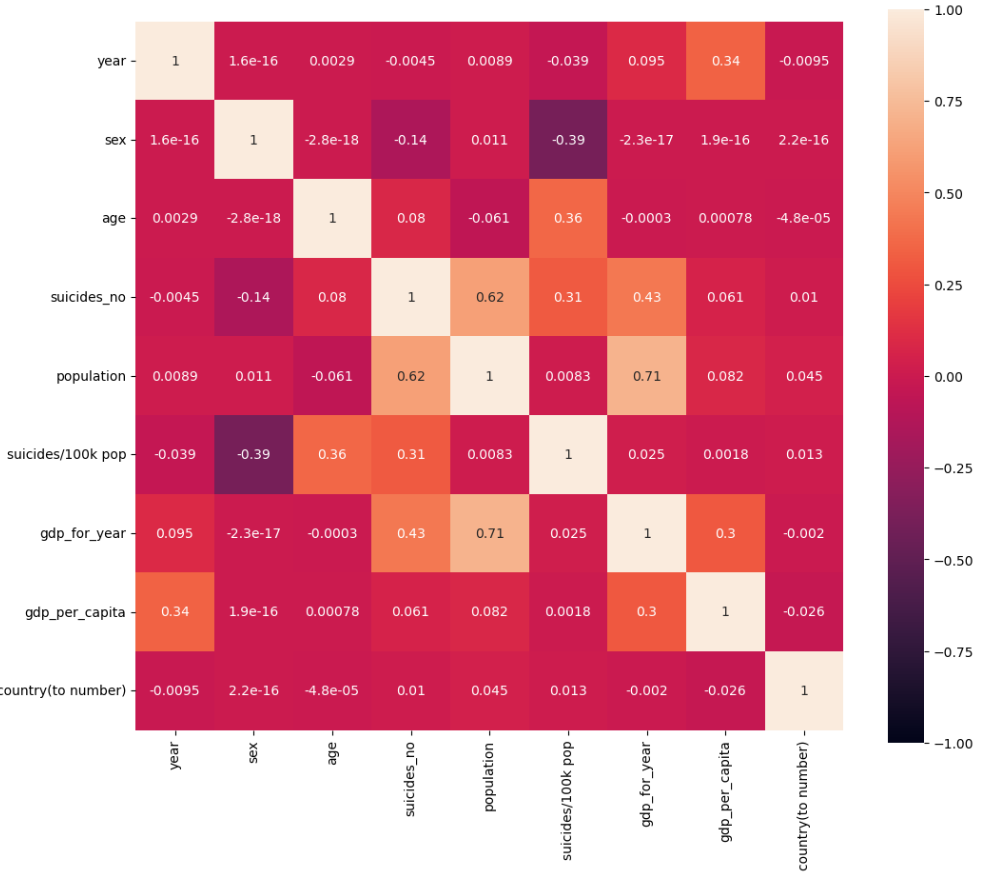 1.00
year 1 1.6e-16 0.0029 -0.0045 0.0089 -0.039 0.095 0.34 -0.0095
0.75
sex 1.6e-16 1 -2.8e-18 -0.14 0.011 -0.39 -2.3e-17 1.9e-16 2.2e-16
0.50
age 0.0029 -2.8e-18 1 0.08 -0.061 0.36 -0.0003 0.00078 -4.8e-05
0.25
suicides_no -0.0045 -0.14 0.08 1 0.62 0.31 0.43 0.061 0.01
population 0.0089 0.011 -0.061 0.62 1 0.0083 0.71 0.082 0.045
0.00
suicides/100k pop -0.039 -0.39 0.36 0.31 0.0083 1 0.025 0.0018 0.013
−0.25
gdp_for_year 0.095 -2.3e-17 -0.0003 0.43 0.71 0.025 1 0.3 -0.002
−0.50
gdp_per_capita 0.34 1.9e-16 0.00078 0.061 0.082 0.0018 0.3 1 -0.026
−0.75
country(to number) -0.0095 2.2e-16 -4.8e-05 0.01 0.045 0.013 -0.002 -0.026 1
−1.00
year
sex
age
suicides_no
population
suicides/100k pop
gdp_for_year
gdp_per_capita
country(to number)